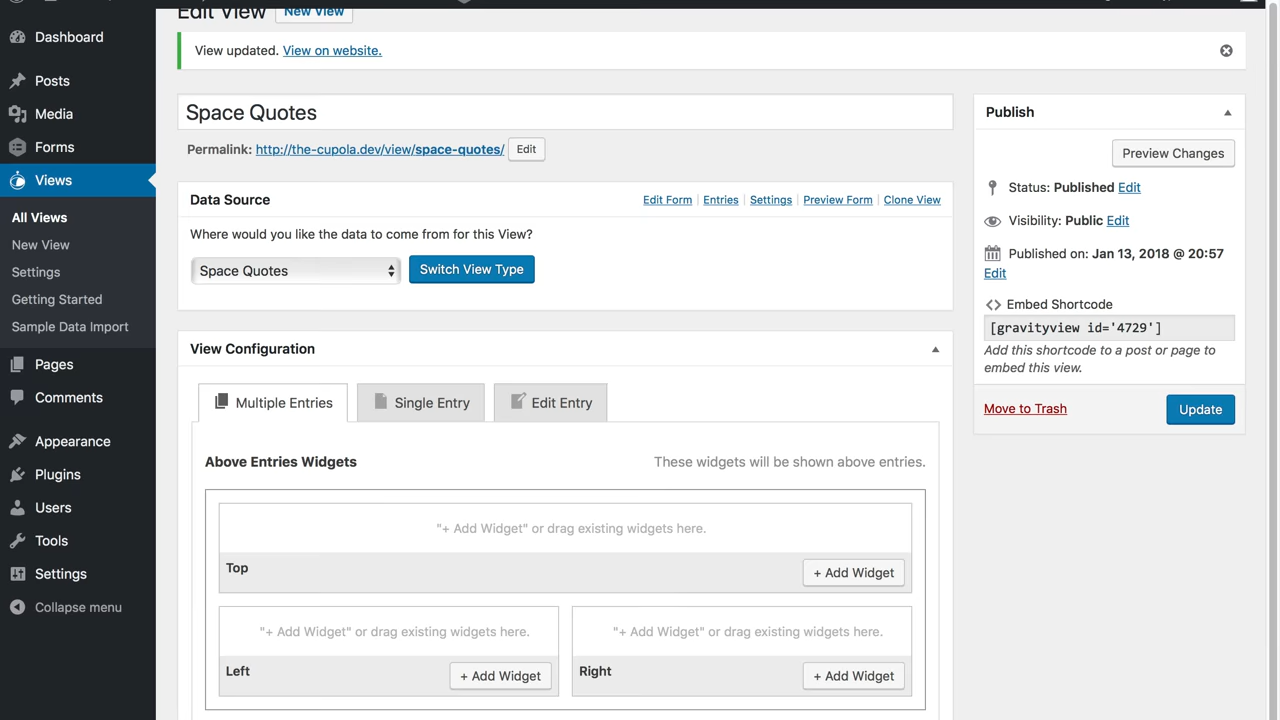 Edit View New View
Dashboard
Posts
Media
Forms
Views
All Views
New View
Settings
Getting Started
Sample Data Import
Pages
Comments
Appearance
Plugins
Users
Tools
Settings
Collapse menu
View updated. View on website.
Space Quotes
Permalink: http://the-cupola.dev/view/space-quotes/ Edit
Data Source Edit Form Entries Settings Preview Form Clone View
Where would you like the data to come from for this View?
Space Quotes Switch View Type
View Configuration
Multiple Entries Single Entry Edit Entry
Above Entries Widgets These widgets will be shown above entries.
"+ Add Widget" or drag existing widgets here.
Top + Add Widget
"+ Add Widget" or drag existing widgets here. "+ Add Widget" or drag existing widgets here.
Left + Add Widget Right + Add Widget
Publish
Preview Changes
Status: Published Edit
Visibility: Public Edit
Published on: Jan 13, 2018 @ 20:57
Edit
Embed Shortcode
[gravityview id='4729']
Add this shortcode to a post or page to
embed this view.
Move to Trash Update